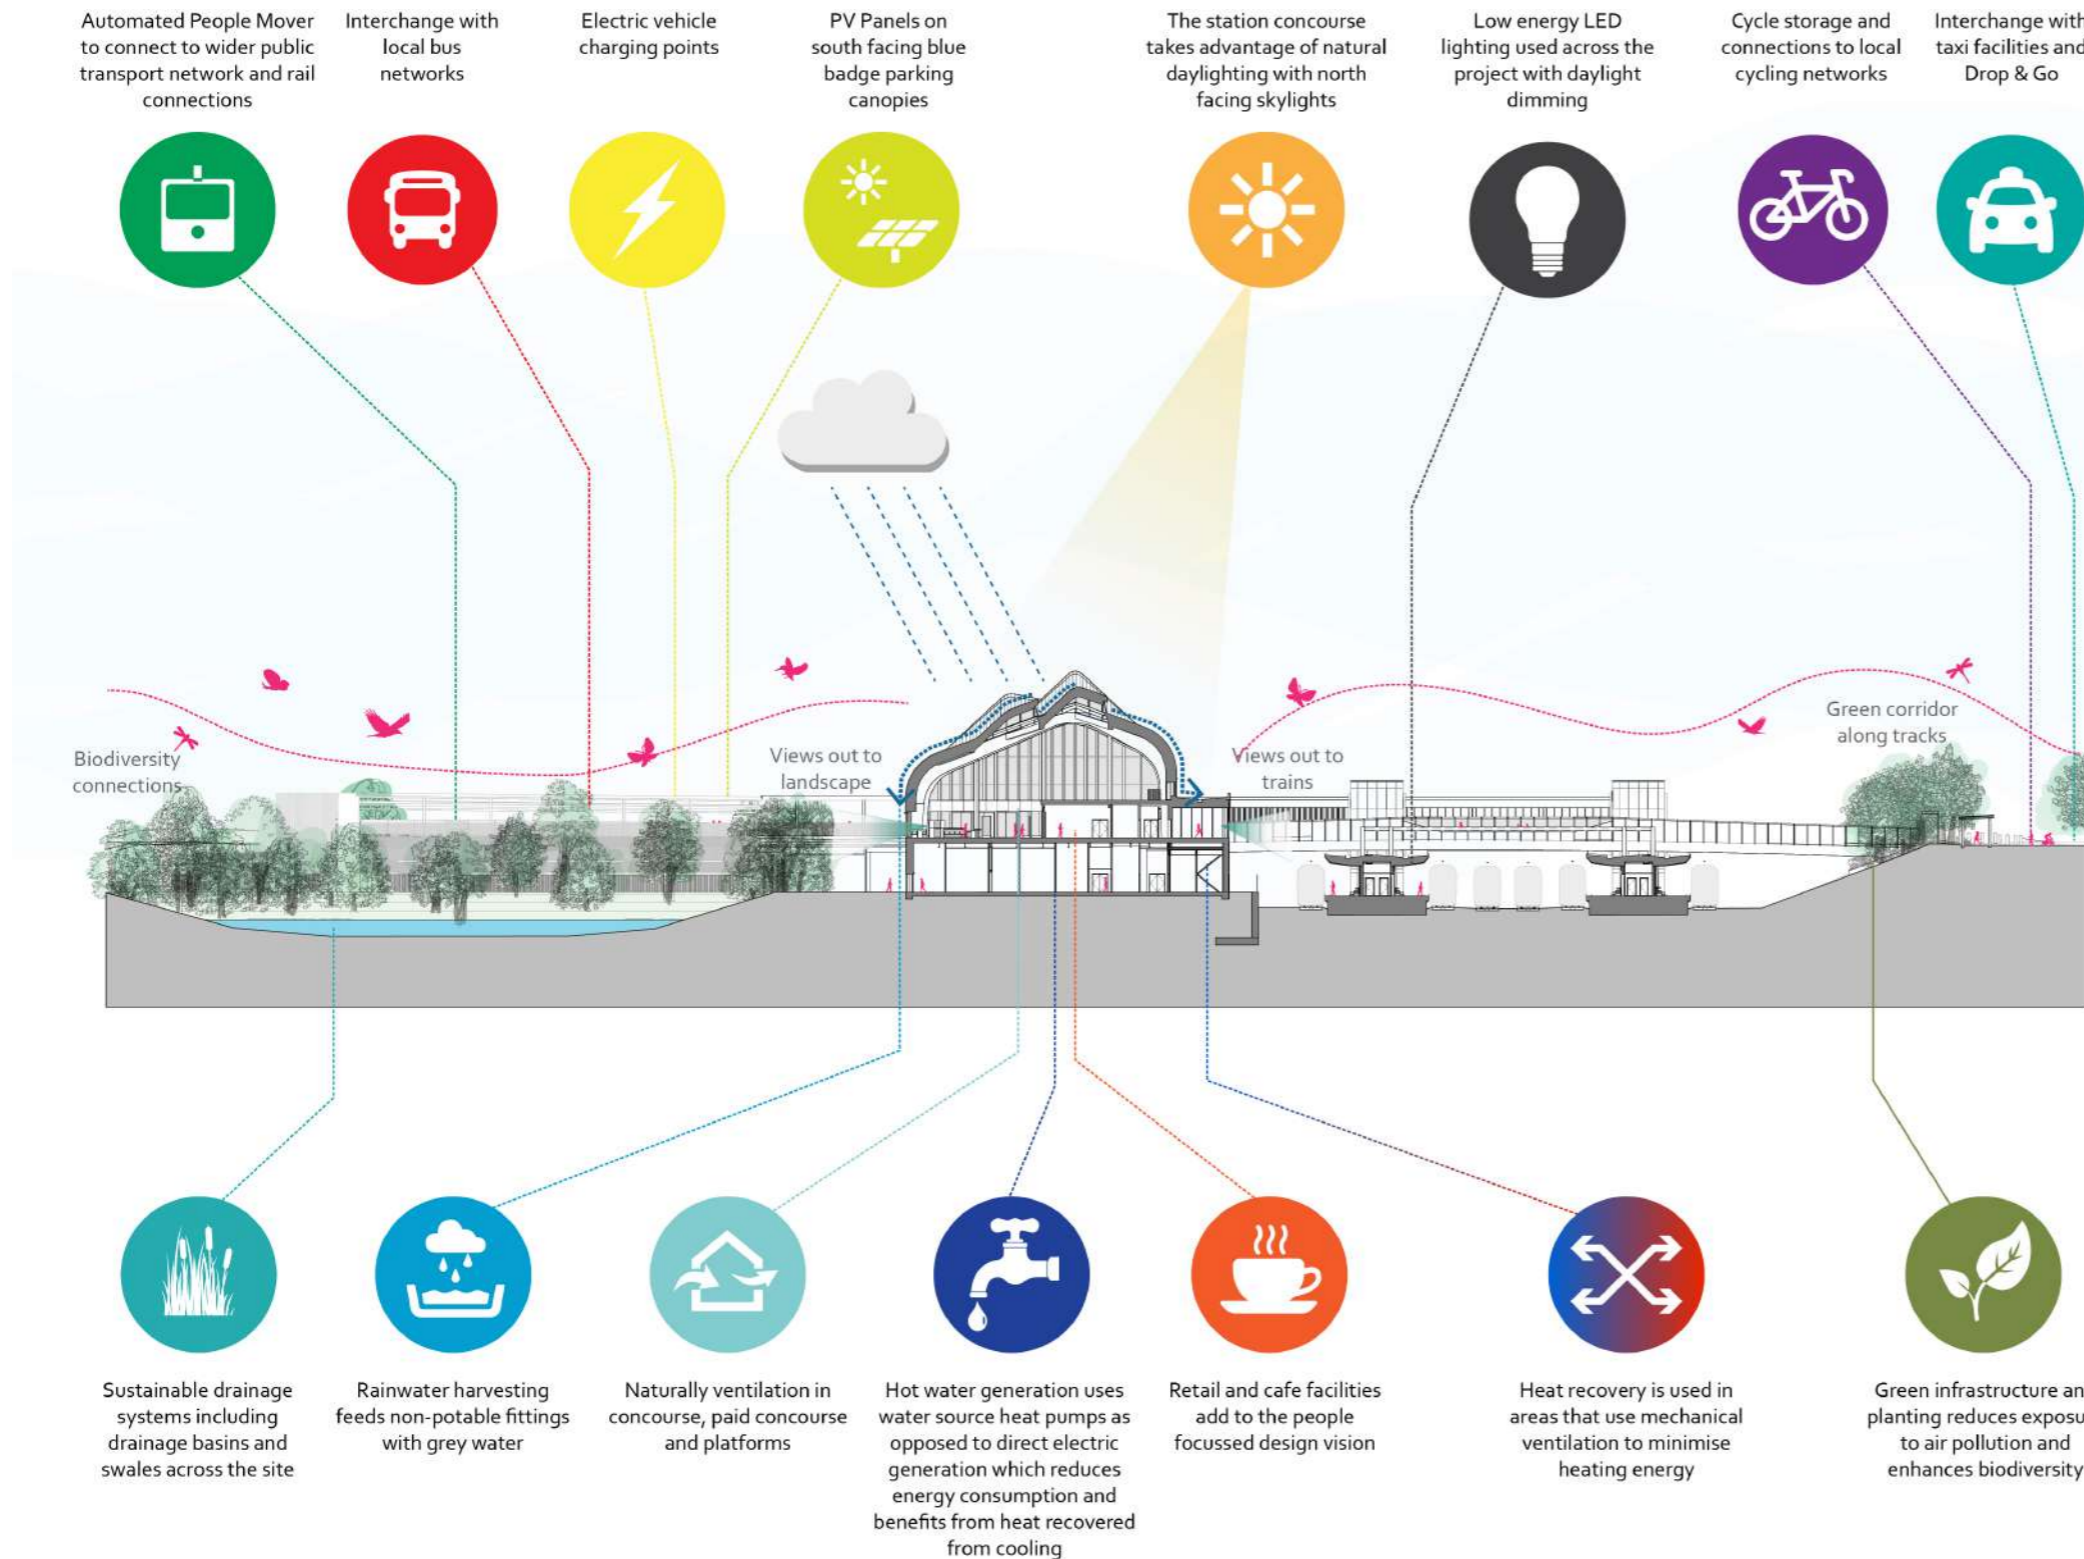 Automated People Mover
to connect to wider public
transport network and rail
connections
Interchange with
local bus
networks
Electric vehicle
charging points
PV Panels on
south facing blue
badge parking
canopies
The station concourse
takes advantage of natural
daylighting with north
facing skylights
Low energy LED
lighting used across the
project with daylight
dimming
Cycle storage and
connections to local
cycling networks
Interchange with
taxi facilities and
Drop & Go
Biodiversity
connections
Views out to
landscape
Views out to
trains
Green corridor
along tracks
Sustainable drainage
systems including
drainage basins and
swales across the site
Rainwater harvesting
feeds non-potable fittings
with grey water
Naturally ventilation in
concourse, paid concourse
and platforms
Hot water generation uses
water source heat pumps as
opposed to direct electric
generation which reduces
energy consumption and
benefits from heat recovered
from cooling
Retail and cafe facilities
add to the people
focussed design vision
Heat recovery is used in
areas that use mechanical
ventilation to minimise
heating energy
Green infrastructure an
planting reduces exposu
to air pollution and
enhances biodiversity